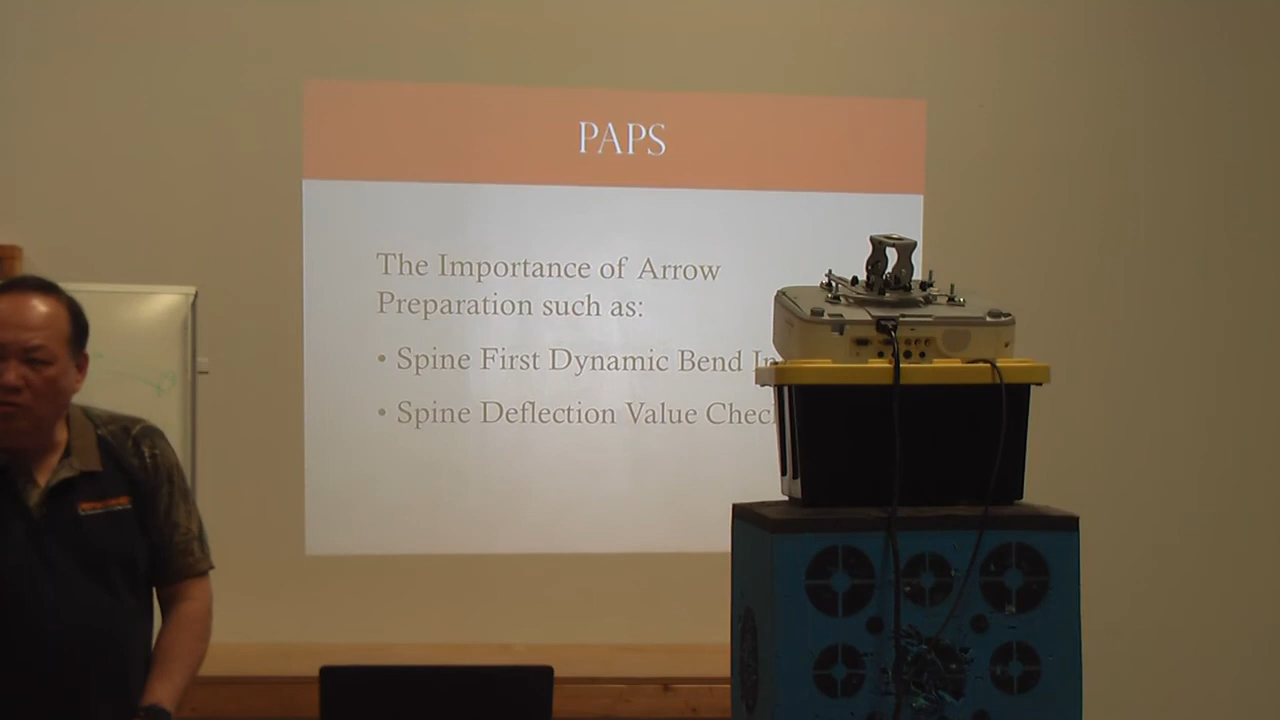 PAPS
The Importance of Arrow
Preparation such as:
• Spine First Dynamic Bend
• Spine Deflection Value